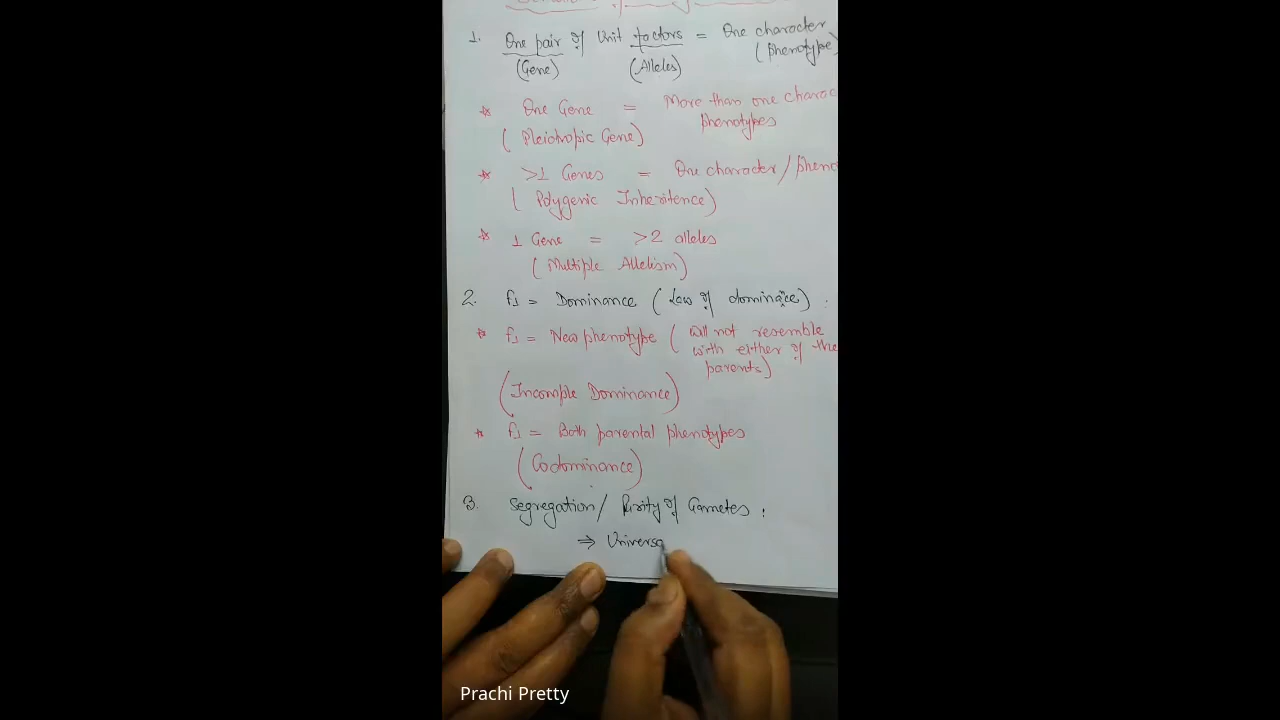 1. One pair of Unit factors = One character
(Gene) (Alleles) (phenotype)
* One Gene = More than one charac
phenotypes
( Pleiotropic Gene)
* >1 Genes = One character/pheno
( Polygenic Inheritence)
* 1 Gene = >2 alleles
( Multiple Allelism)
2. f1 = Dominance ( Law of dominance) .
* f1 = New phenotype ( will not resemble
with either of the
parents)
(Incomple Dominance)
* f1 = Both parental phenotypes
(Codominance)
3. Segregation/ Purity of Gametes :
⇒ Universa
Prachi Pretty